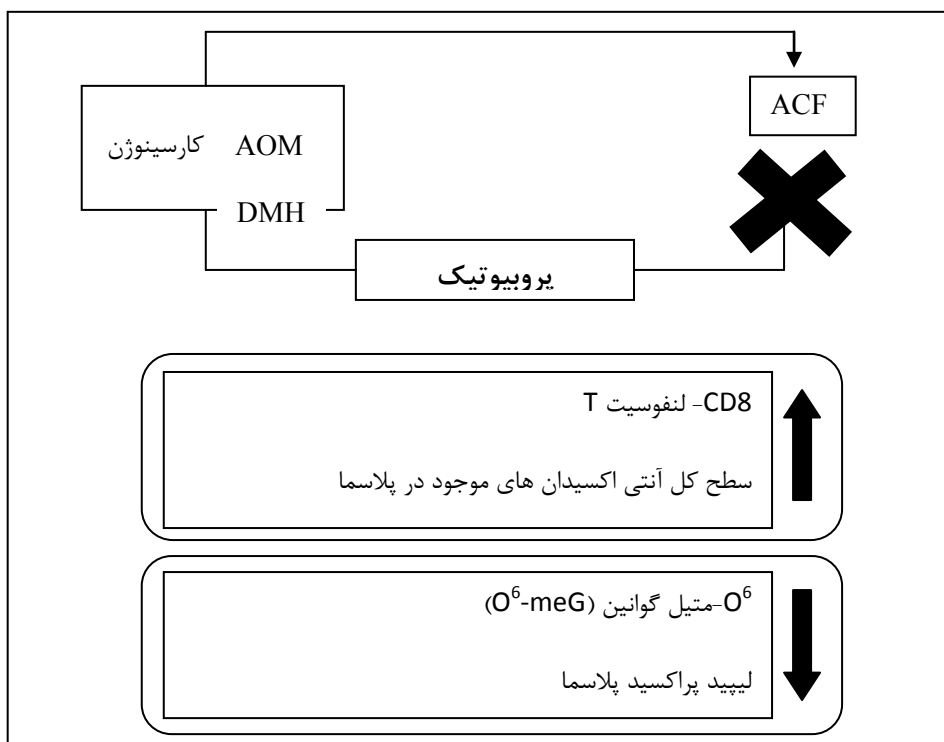 ACF
کارسینوژن AOM
DMH
پروبیوتیک
CD8- لنفوسیت T
سطح کل آنتی اکسیدان های موجود در پلاسما
O⁶-متیل گوانین (O⁶-meG)
لیپید پراکسید پلاسما